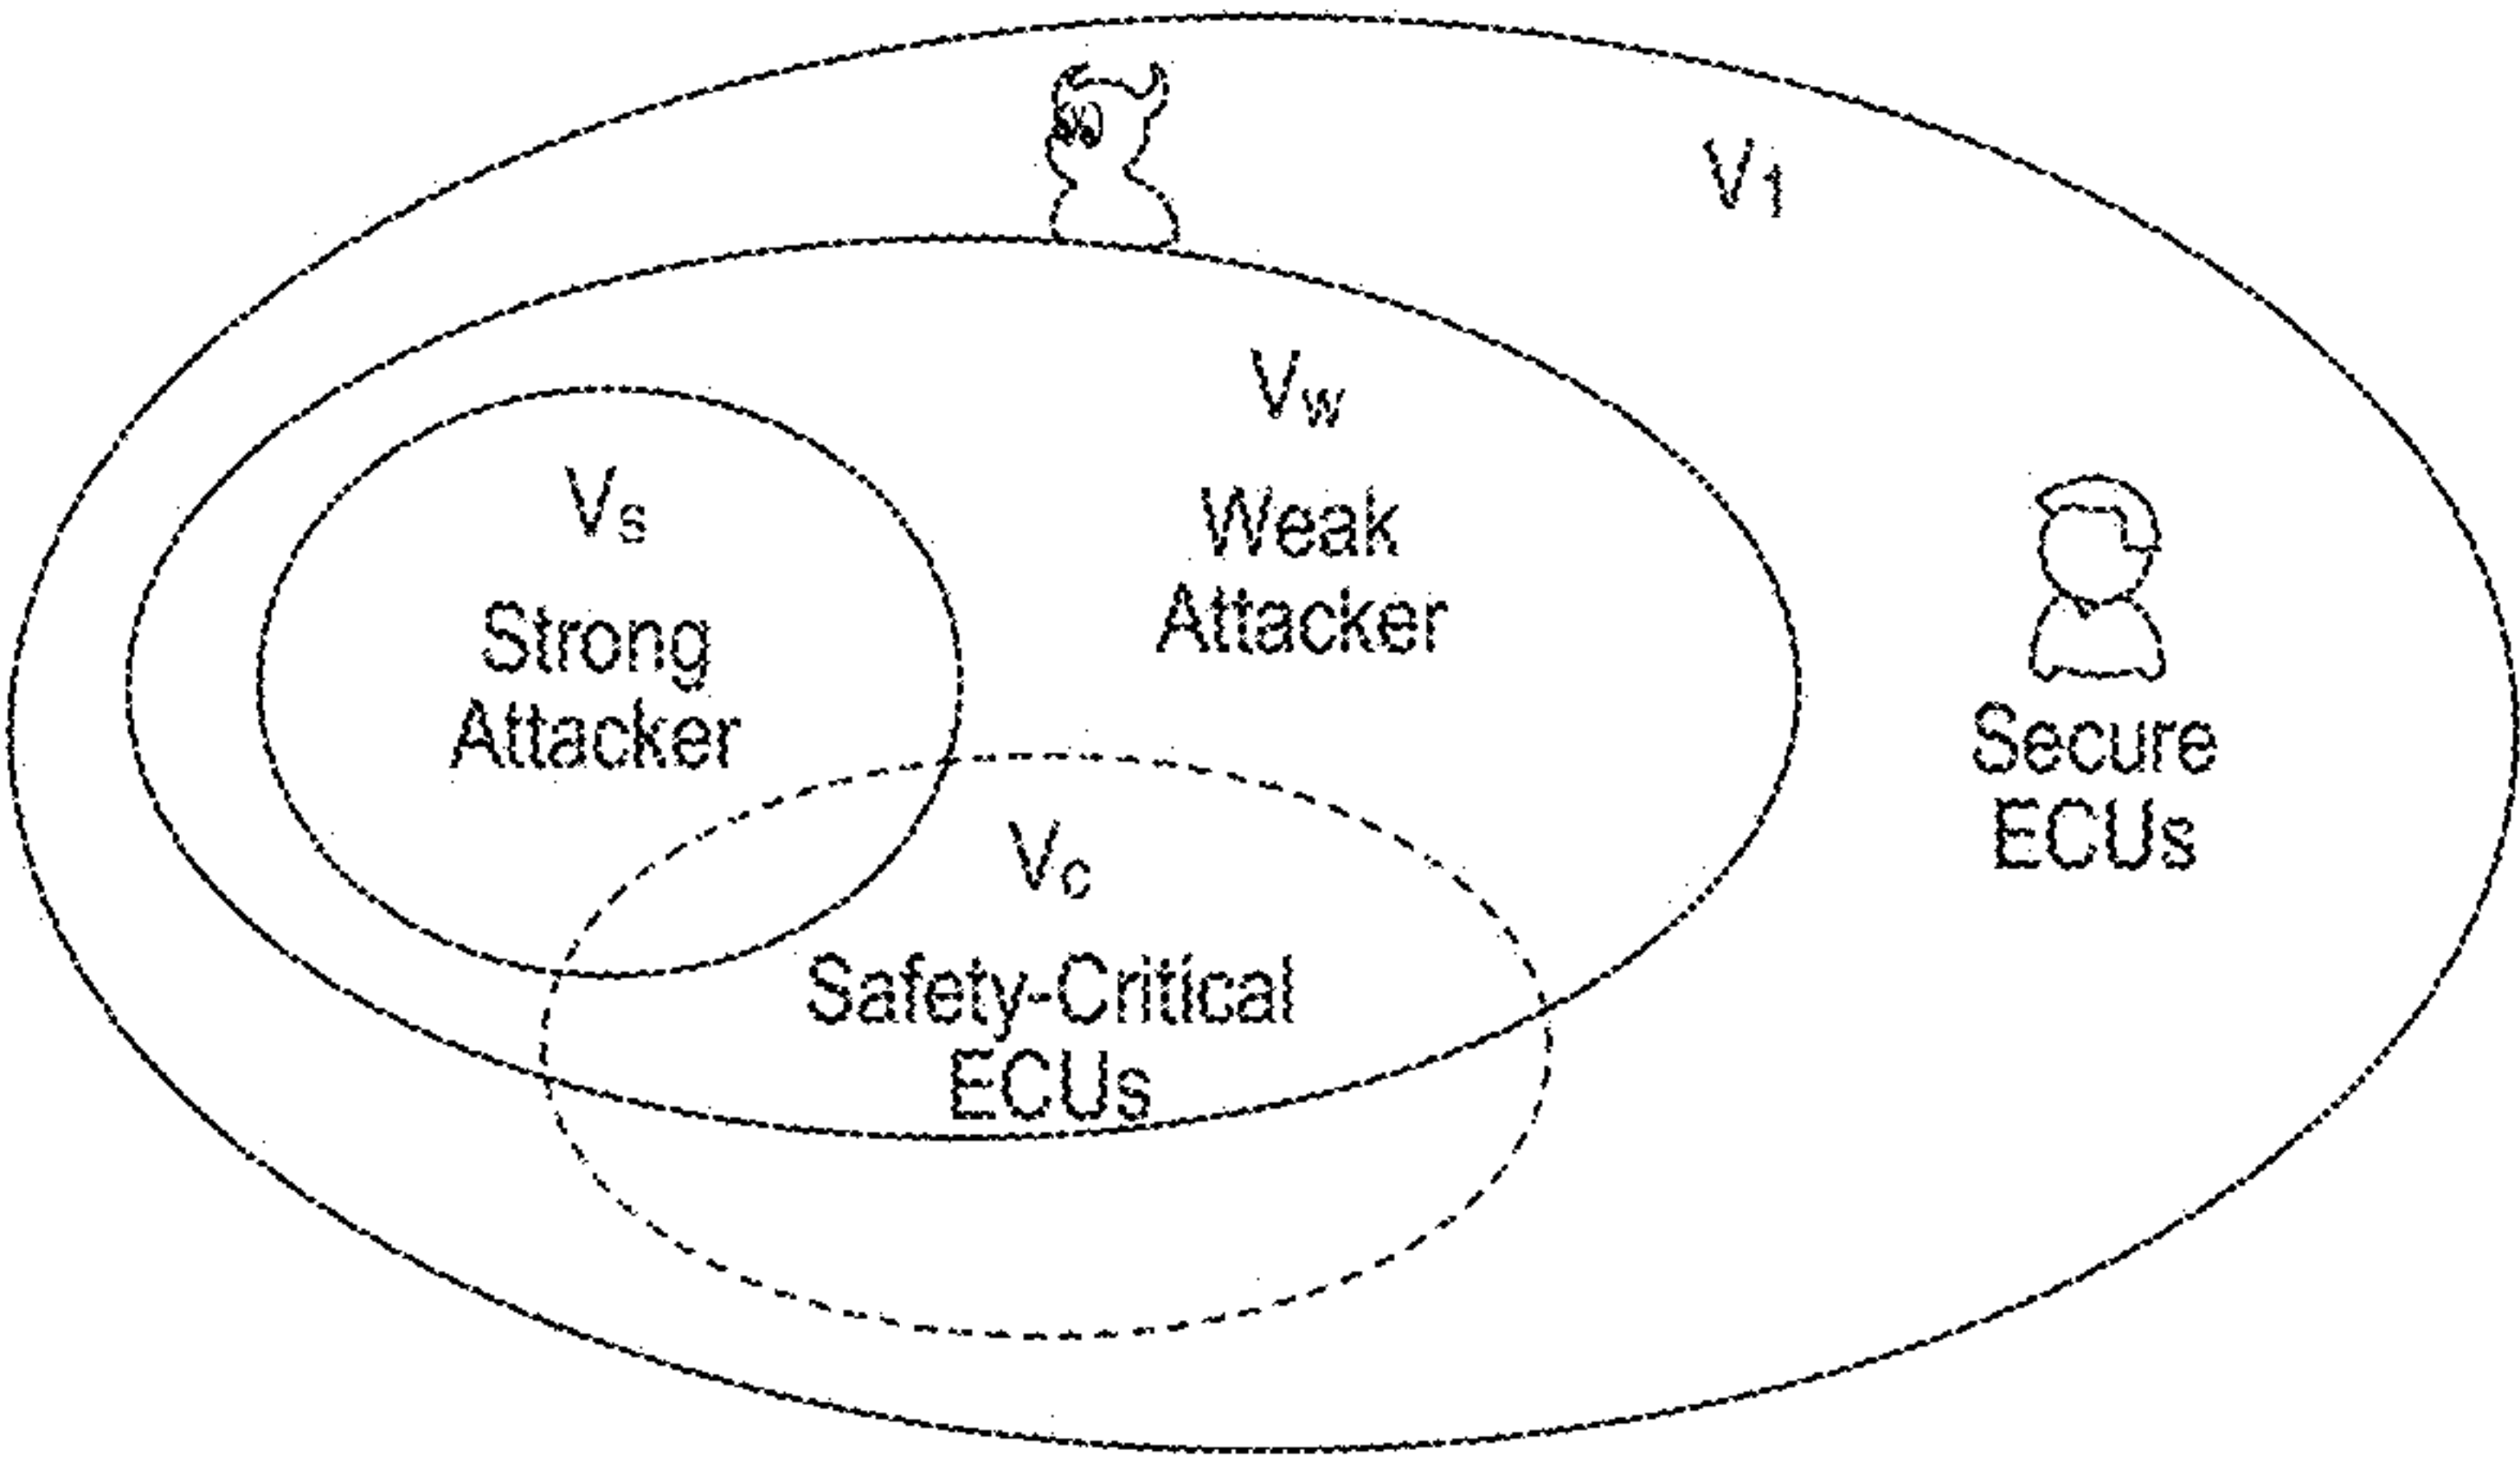 V1
Vw
Weak
Attacker
Vs
Strong
Attacker
Secure
ECUs
Vc
Safety-Critical
ECUs